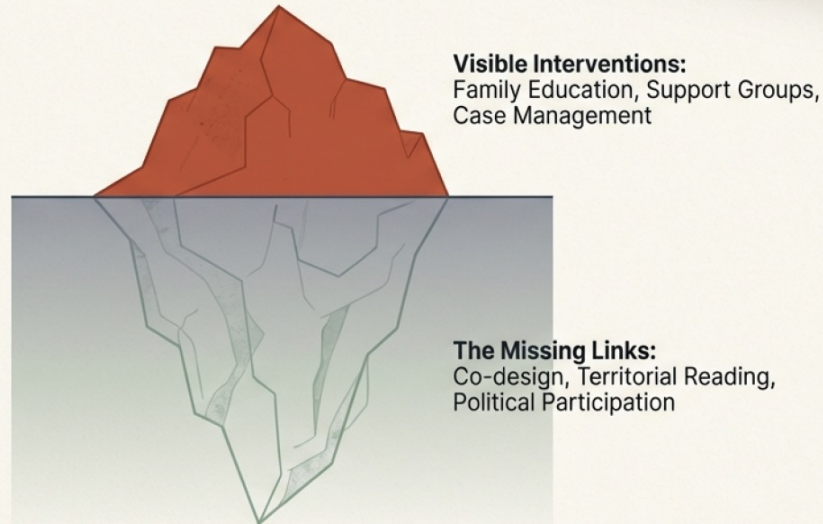 Visible Interventions:
Family Education, Support Groups,
Case Management
The Missing Links:
Co-design, Territorial Reading,
Political Participation